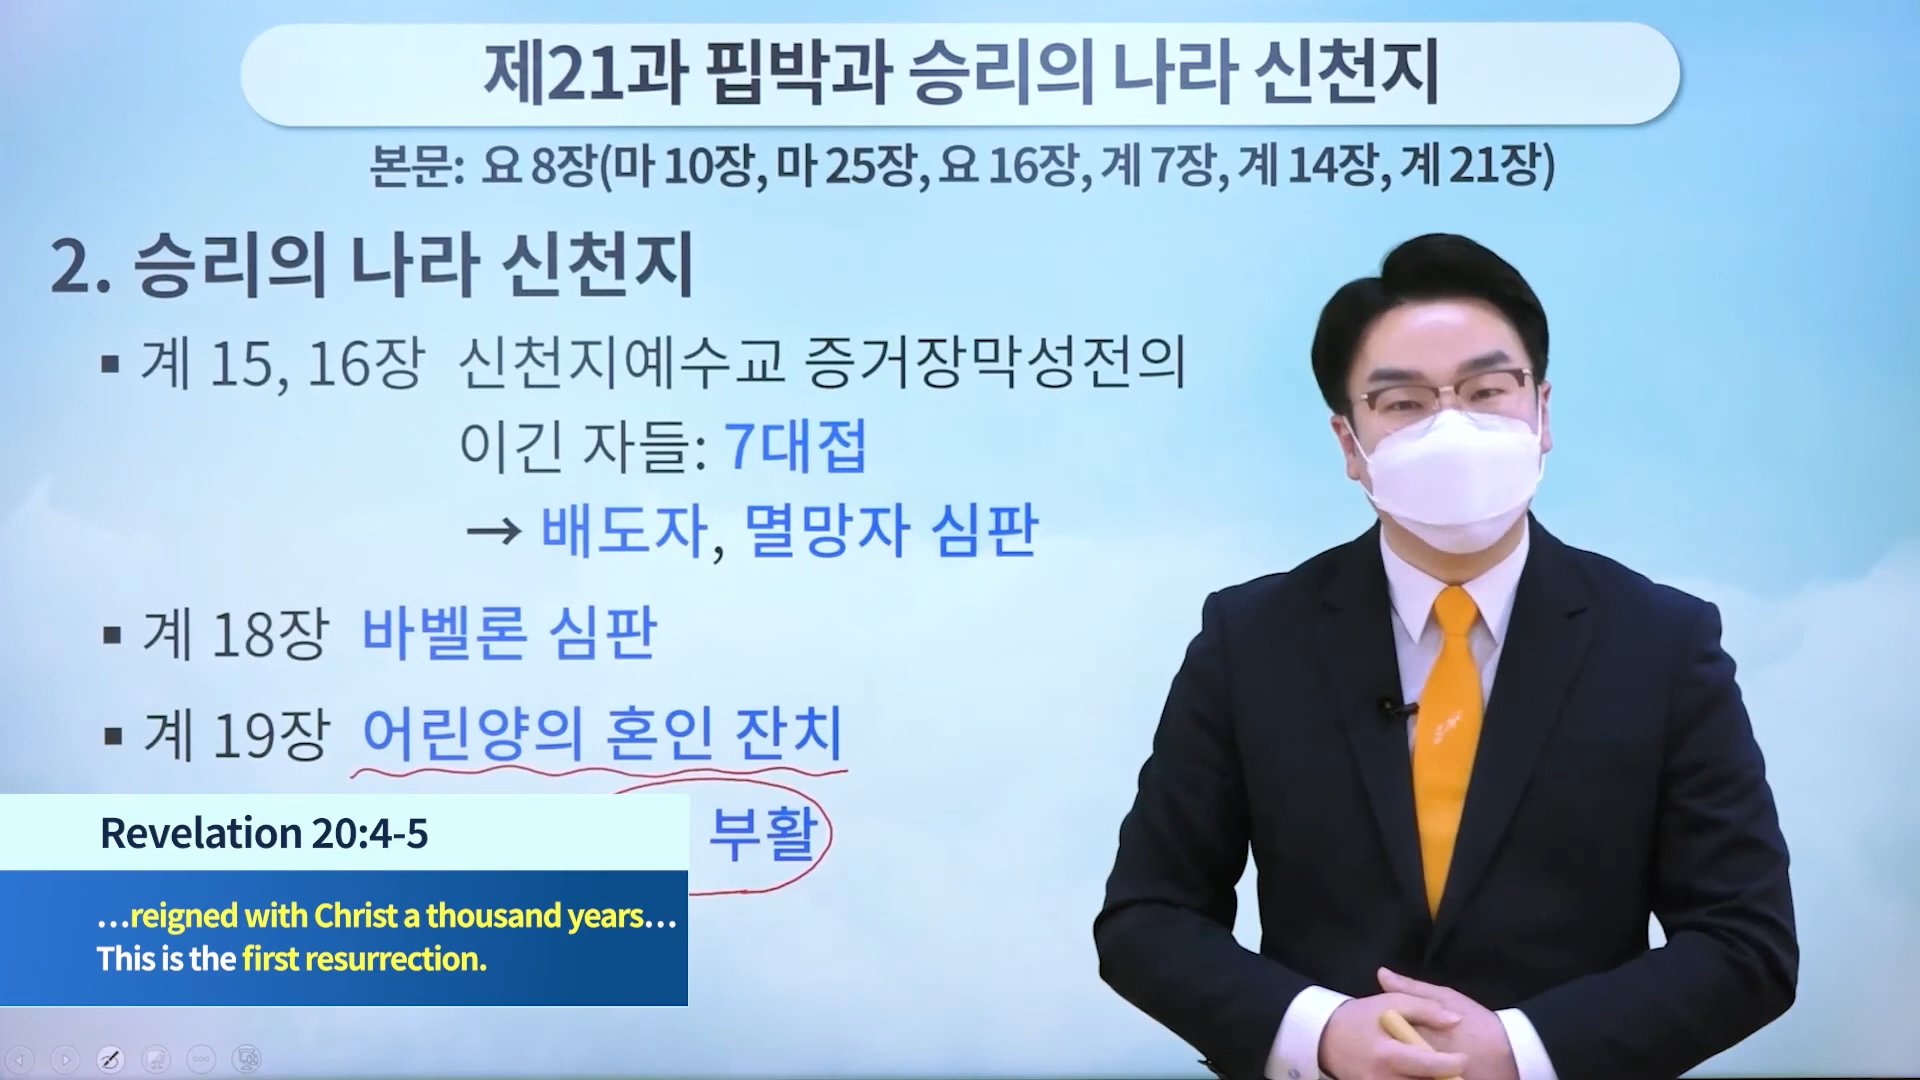 제21과 핍박과 승리의 나라 신천지
본문: 요 8장(마 10장, 마 25장, 요 16장, 계 7장, 계 14장, 계 21장)
2. 승리의 나라 신천지
▪ 계 15, 16장 신천지예수교 증거장막성전의
이긴 자들: 7대접
→ 배도자, 멸망자 심판
▪ 계 18장 바벨론 심판
▪ 계 19장 어린양의 혼인 잔치
부활
Revelation 20:4-5
...reigned with Christ a thousand years...
This is the first resurrection.